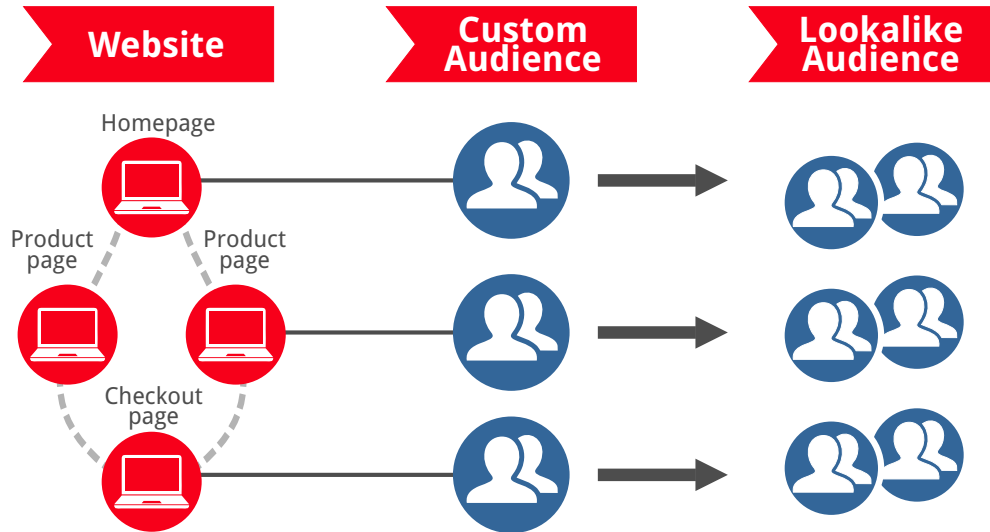 Website
Custom
Audience
Lookalike
Audience
Homepage
Product
page
Product
page
Checkout
page